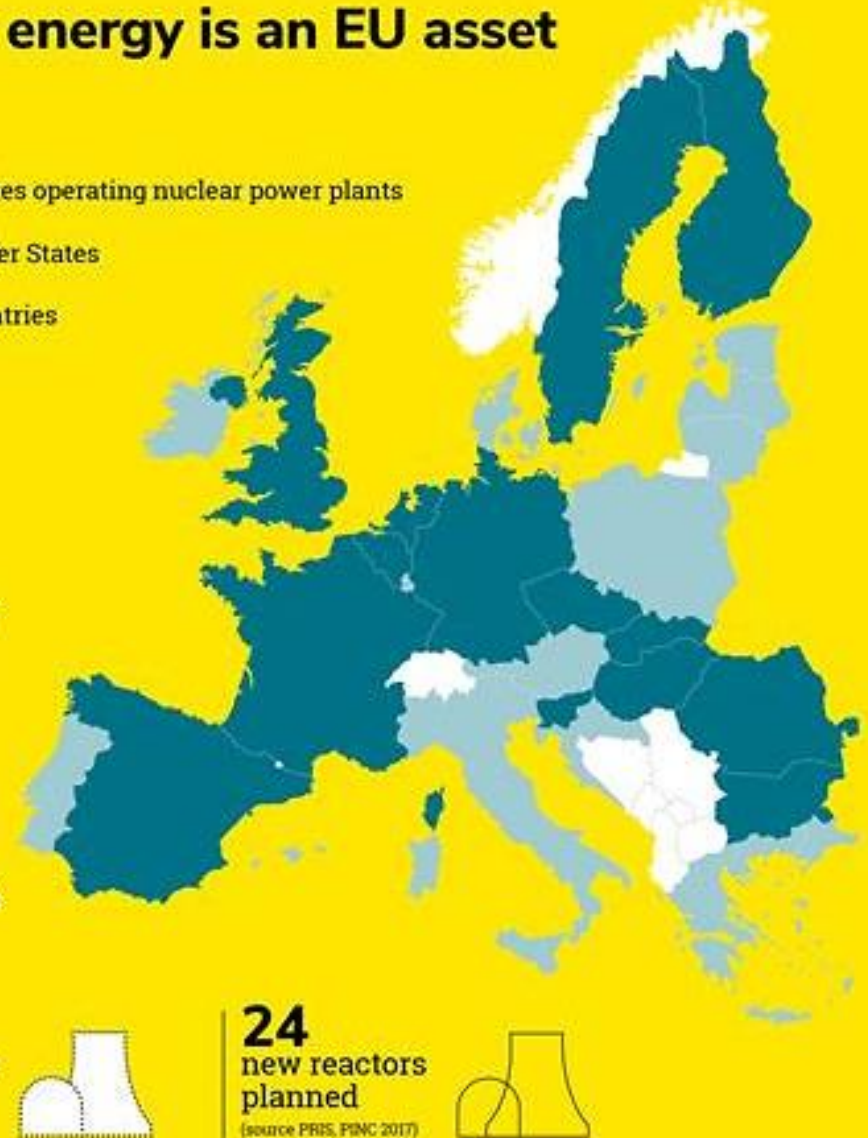 energy is an EU asset
es operating nuclear power plants
er States
tries
24
new reactors
planned
(source PRIS, PINC 2017)